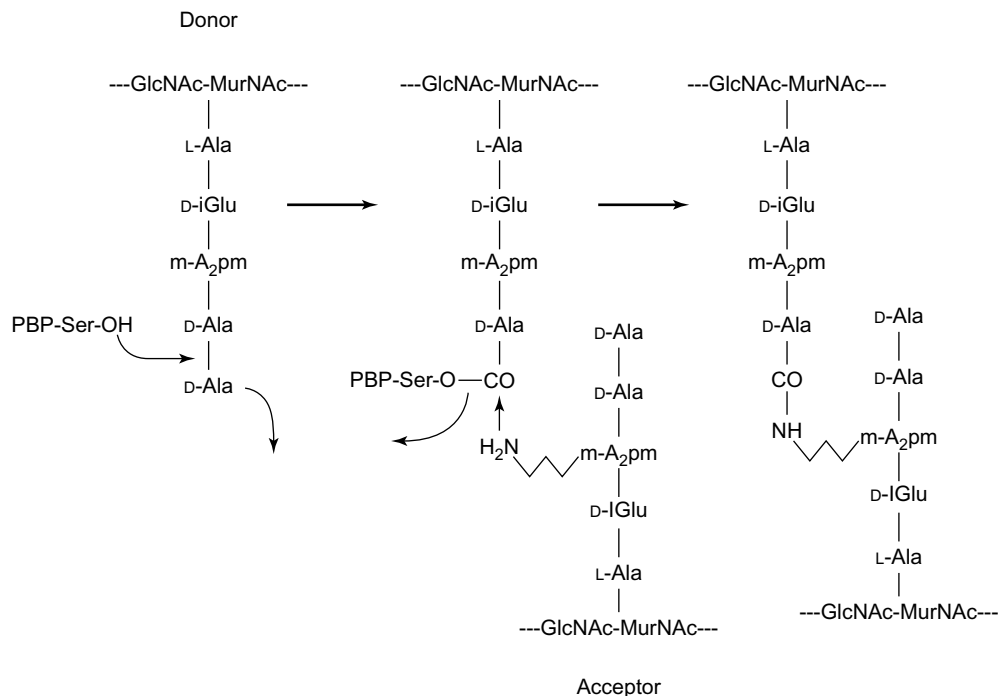 Donor
---GlcNAc-MurNAc---
L-Ala
D-iGlu
m-A₂pm
D-Ala
PBP-Ser-OH
D-Ala
---GlcNAc-MurNAc---
L-Ala
D-iGlu
m-A₂pm
D-Ala
PBP-Ser-O—CO
H₂N
D-Ala
D-Ala
m-A₂pm
D-IGlu
L-Ala
---GlcNAc-MurNAc---
Acceptor
---GlcNAc-MurNAc---
L-Ala
D-iGlu
m-A₂pm
D-Ala
CO
NH
D-Ala
D-Ala
m-A₂pm
D-IGlu
L-Ala
---GlcNAc-MurNAc---